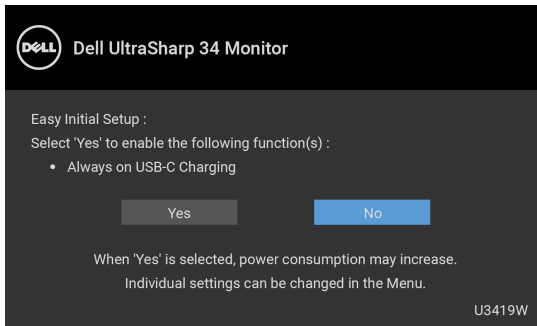 DELL Dell UltraSharp 34 Monitor
Easy Initial Setup :
Select 'Yes' to enable the following function(s) :
• Always on USB-C Charging
Yes No
When 'Yes' is selected, power consumption may increase.
Individual settings can be changed in the Menu.
U3419W